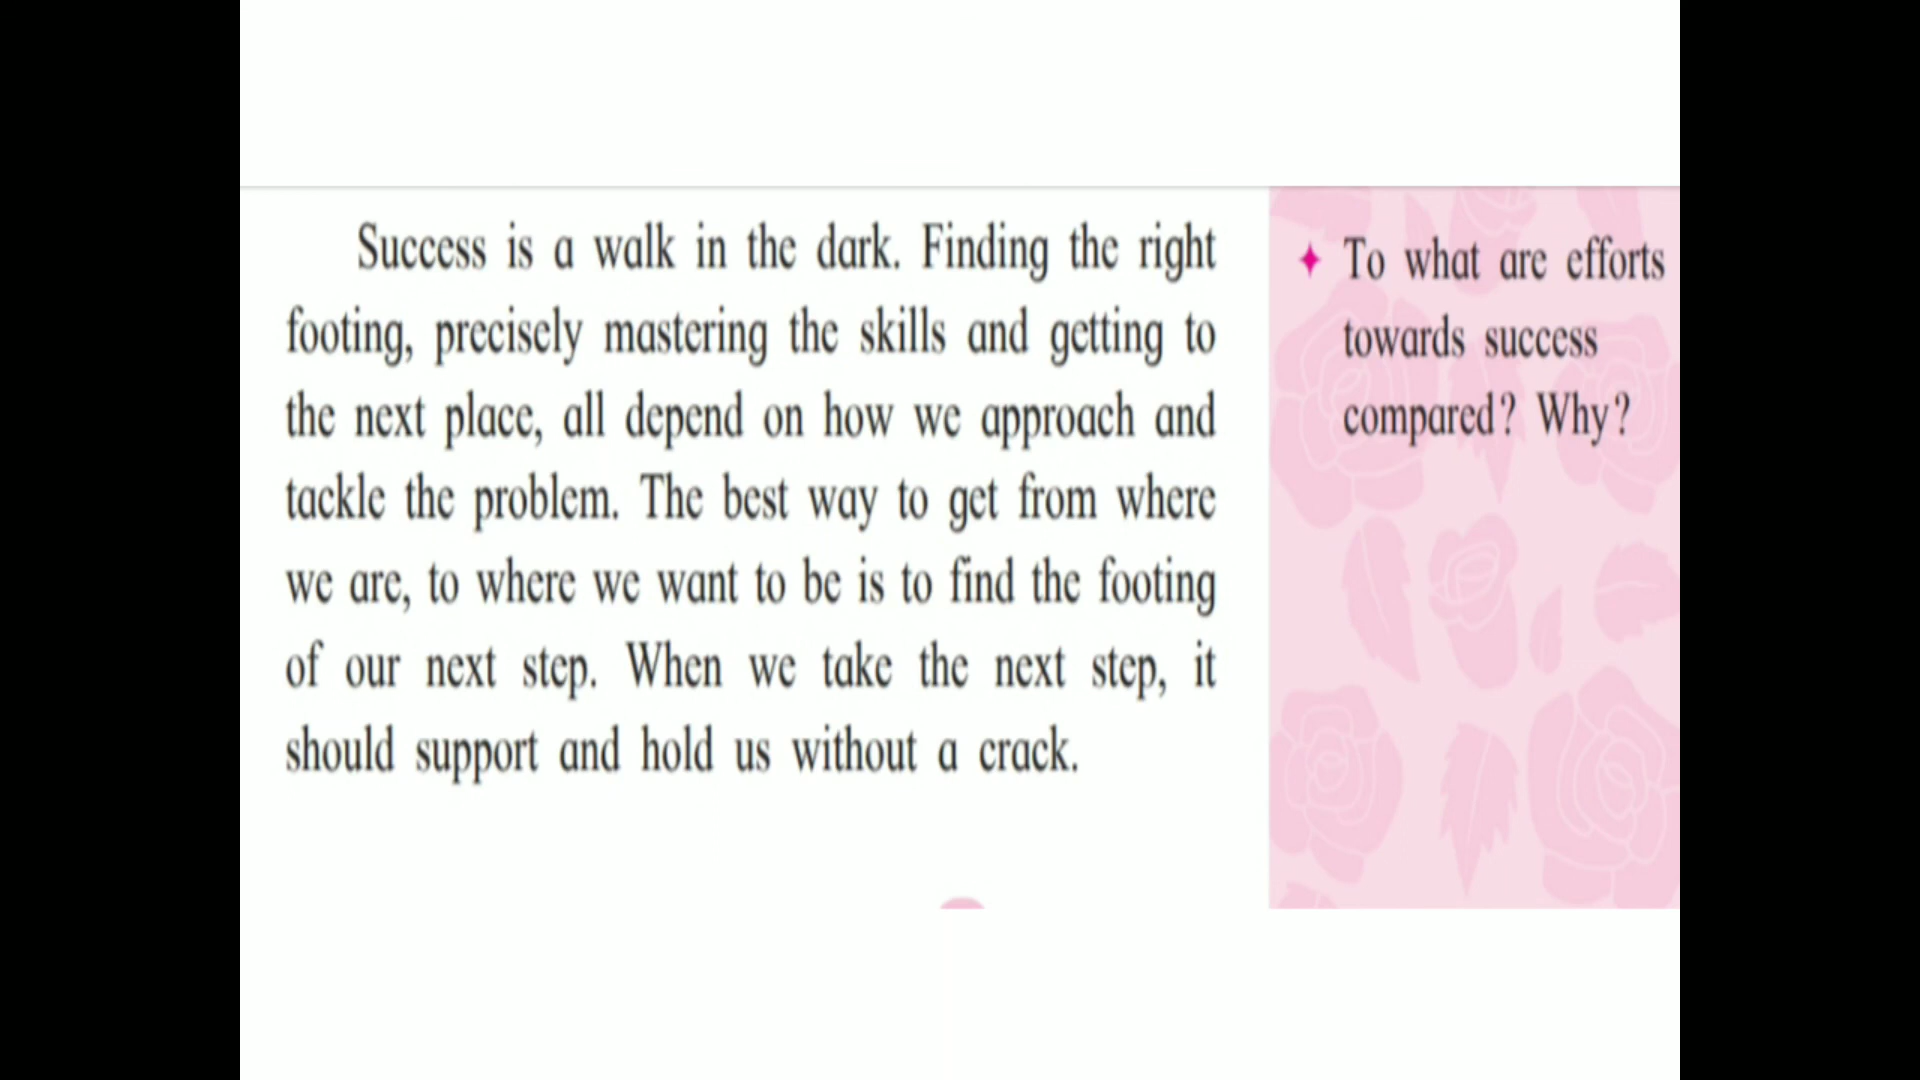 Success is a walk in the dark. Finding the right
footing, precisely mastering the skills and getting to
the next place, all depend on how we approach and
tackle the problem. The best way to get from where
we are, to where we want to be is to find the footing
of our next step. When we take the next step, it
should support and hold us without a crack.
✦ To what are efforts
towards success
compared? Why?